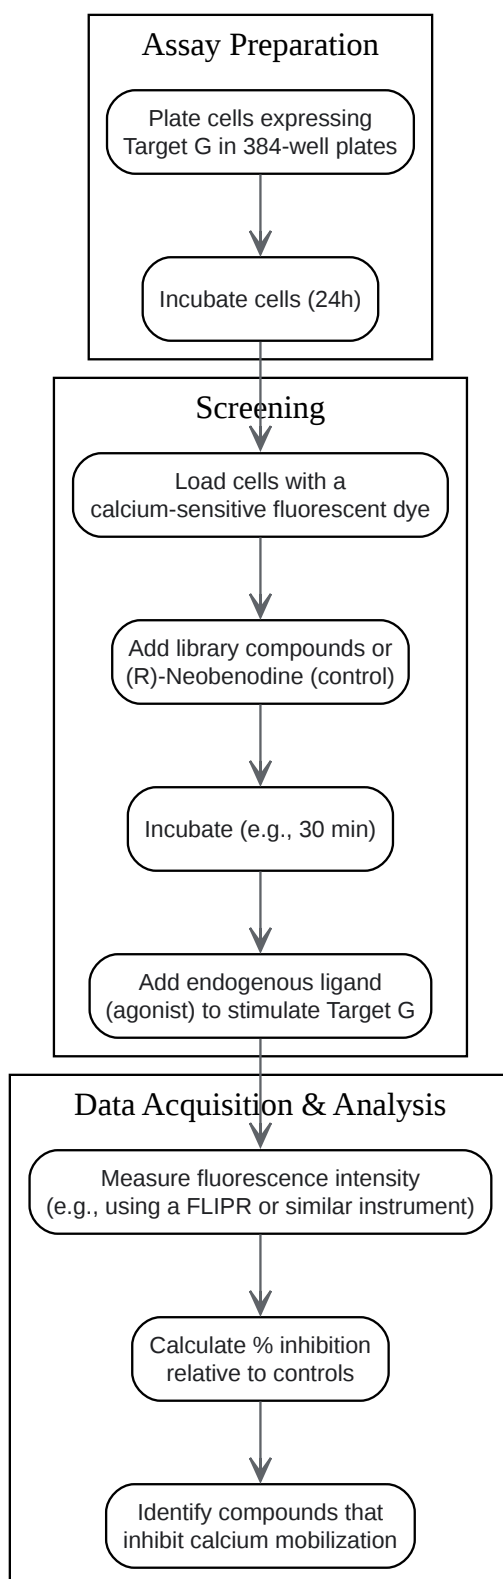 Assay Preparation
Plate cells expressing
Target G in 384-well plates
Incubate cells (24h)
Screening
Load cells with a
calcium-sensitive fluorescent dye
Add library compounds or
(R)-Neobenodine (control)
Incubate (e.g., 30 min)
Add endogenous ligand
(agonist) to stimulate Target G
Data Acquisition & Analysis
Measure fluorescence intensity
(e.g., using a FLIPR or similar instrument)
Calculate % inhibition
relative to controls
Identify compounds that
inhibit calcium mobilization